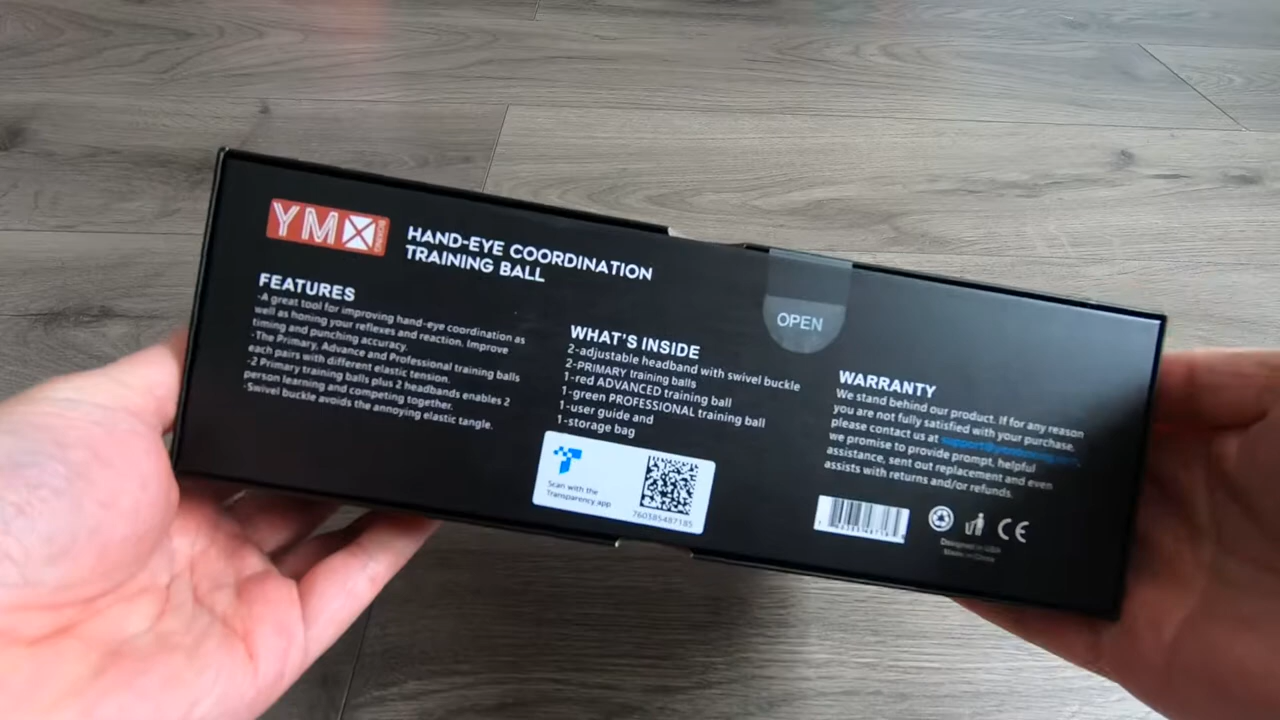 YMX
BOXING
HAND-EYE COORDINATION
TRAINING BALL
FEATURES
-A great tool for improving hand-eye coordination as
well as honing your reflexes and reaction. Improve
timing and punching accuracy.
-The Primary, Advance and Professional training balls
each pairs with different elastic tension.
-2 Primary training balls plus 2 headbands enables 2
person learning and competing together.
-Swivel buckle avoids the annoying elastic tangle.
WHAT'S INSIDE
2-adjustable headband with swivel buckle
2-PRIMARY training balls
1-red ADVANCED training ball
1-green PROFESSIONAL training ball
1-user guide and
1-storage bag
Scan with the
Transparency app
760385487185
OPEN
WARRANTY
We stand behind our product. If for any reason
you are not fully satisfied with your purchase,
please contact us at
we promise to provide prompt, helpful
assistance, sent out replacement and even
assists with returns and/or refunds.
CE
Designed in USA
Made in China